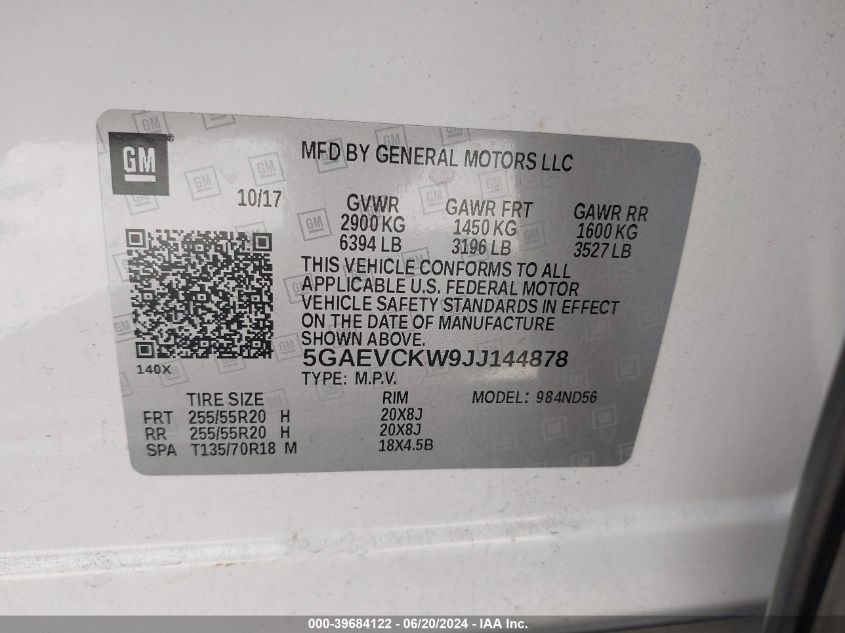 GM
MFD BY GENERAL MOTORS LLC
10/17
GVWR GAWR FRT GAWR RR
2900 KG 1450 KG 1600 KG
6394 LB 3196 LB 3527 LB
THIS VEHICLE CONFORMS TO ALL
APPLICABLE U.S. FEDERAL MOTOR
VEHICLE SAFETY STANDARDS IN EFFECT
ON THE DATE OF MANUFACTURE
SHOWN ABOVE.
5GAEVCKW9JJ144878
140X
TYPE: M.P.V.
TIRE SIZE RIM MODEL: 984ND56
FRT 255/55R20 H 20X8J
RR 255/55R20 H 20X8J
SPA T135/70R18 M 18X4.5B
000-39684122 - 06/20/2024 - IAA Inc.